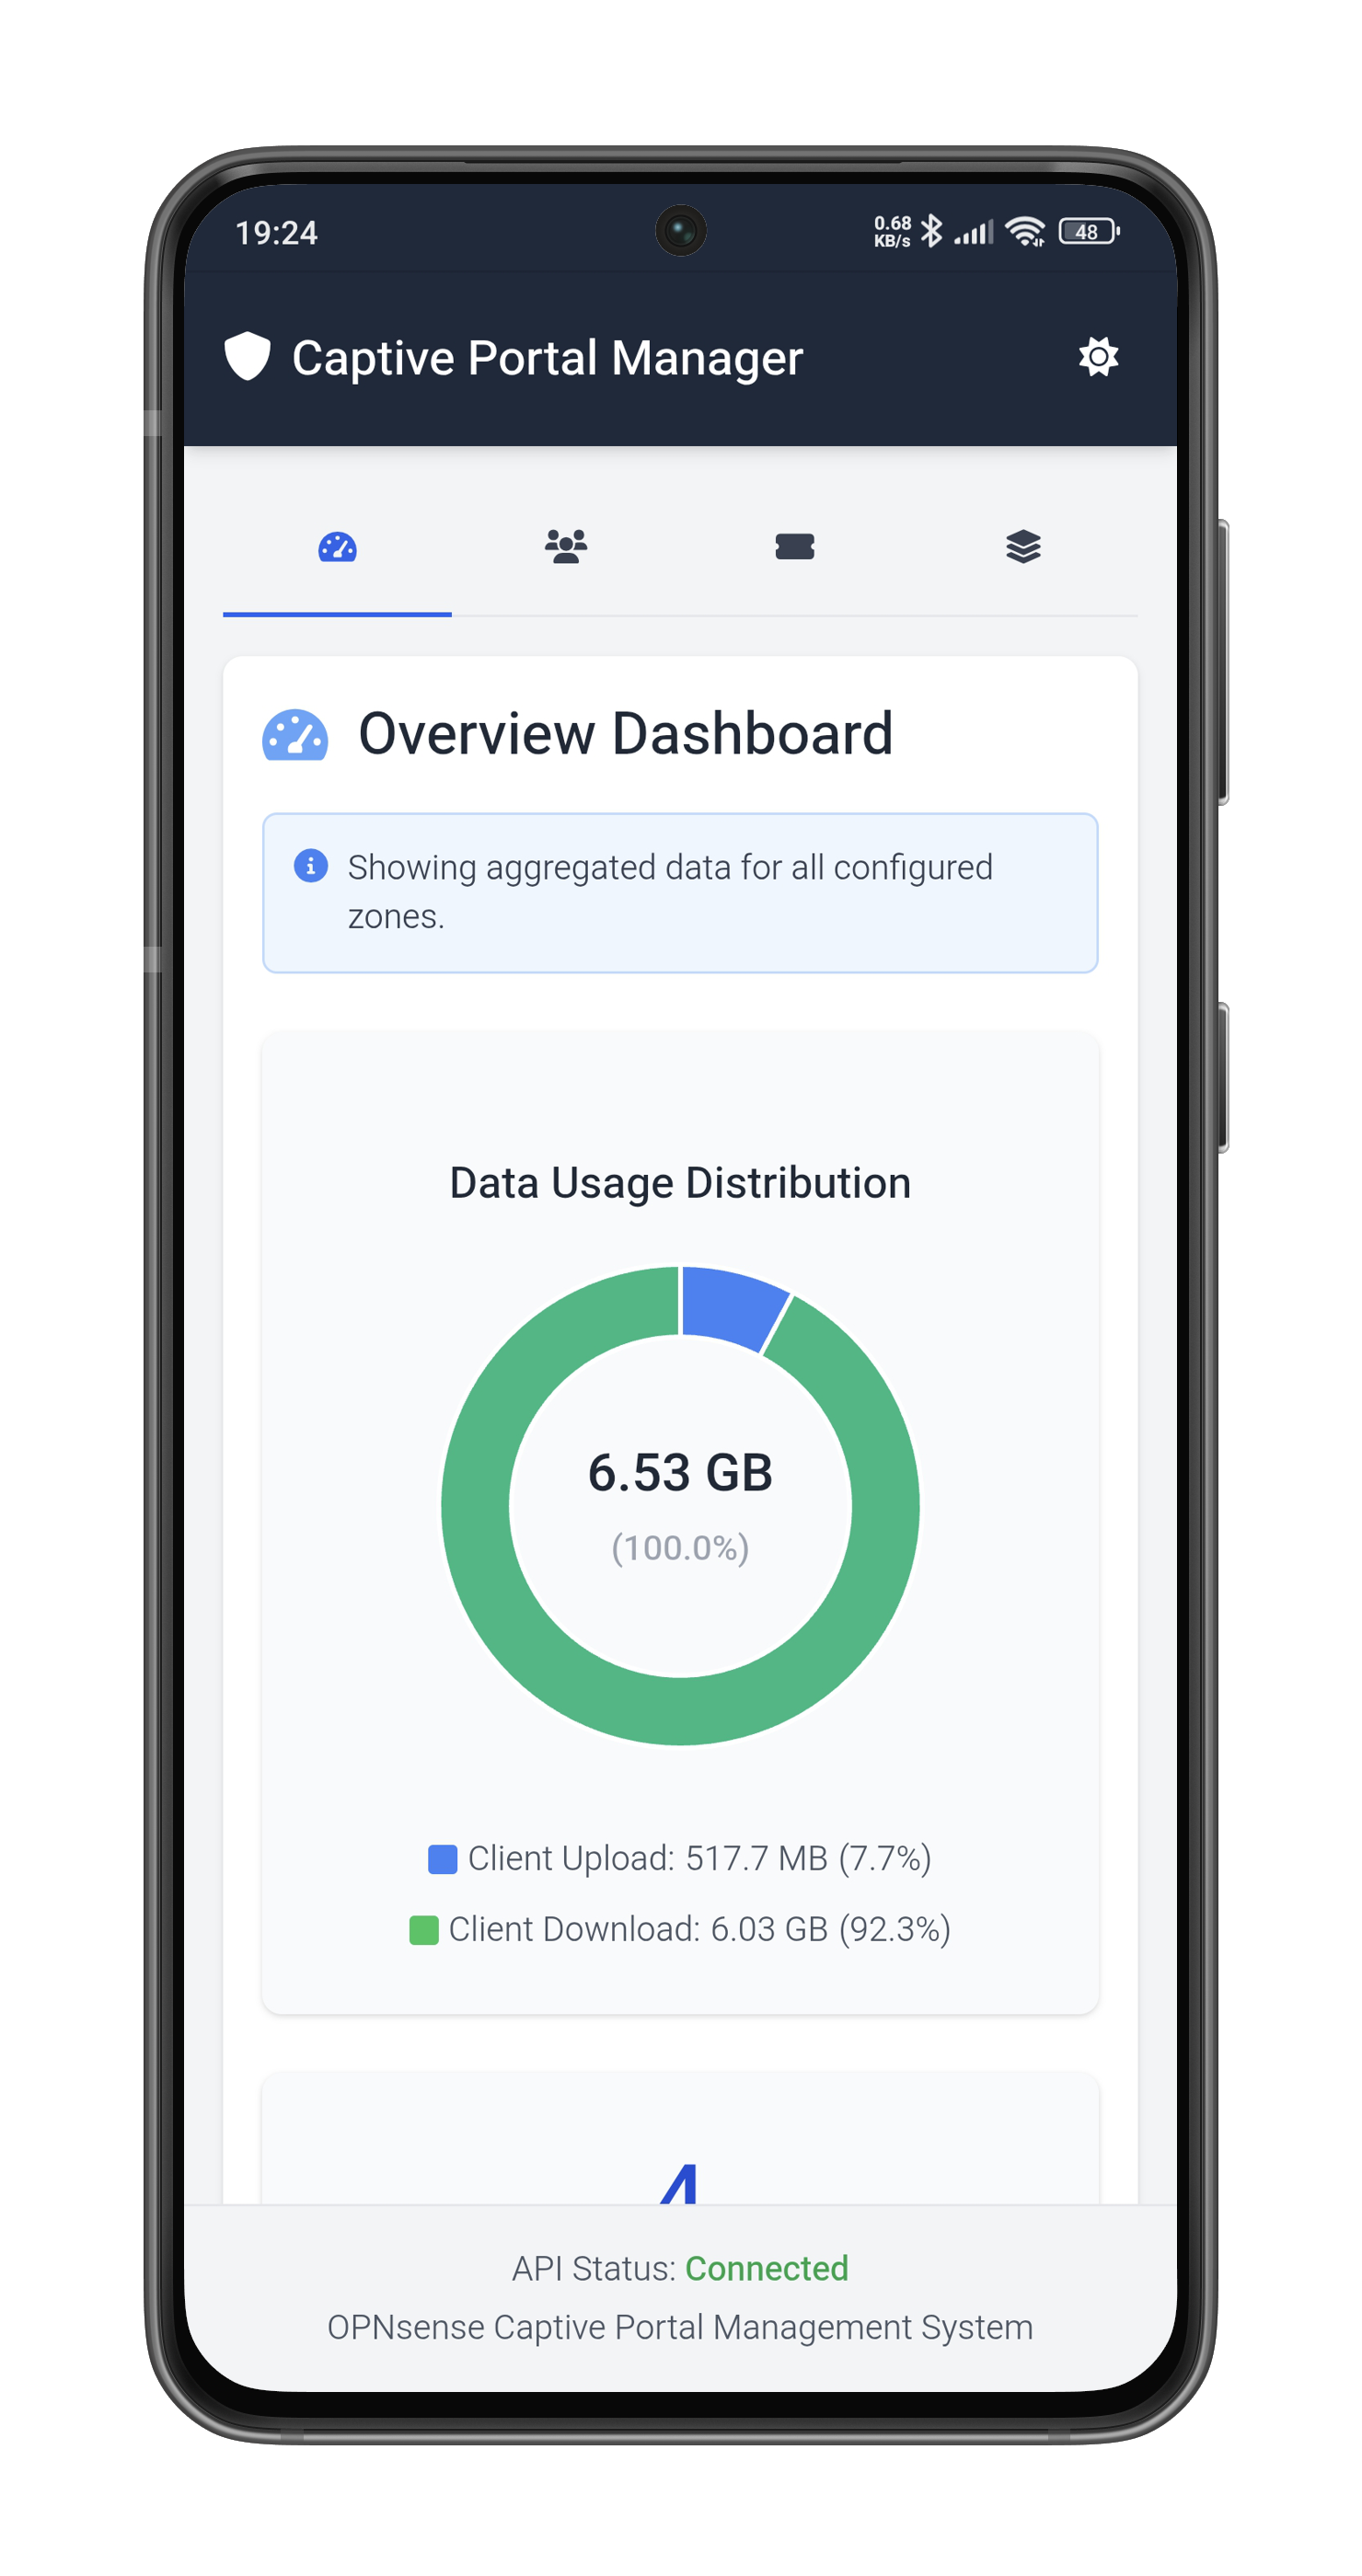 19:24
0.68
KB/s
48
Captive Portal Manager
Overview Dashboard
Showing aggregated data for all configured
zones.
Data Usage Distribution
6.53 GB
(100.0%)
Client Upload: 517.7 MB (7.7%)
Client Download: 6.03 GB (92.3%)
4
API Status: Connected
OPNsense Captive Portal Management System